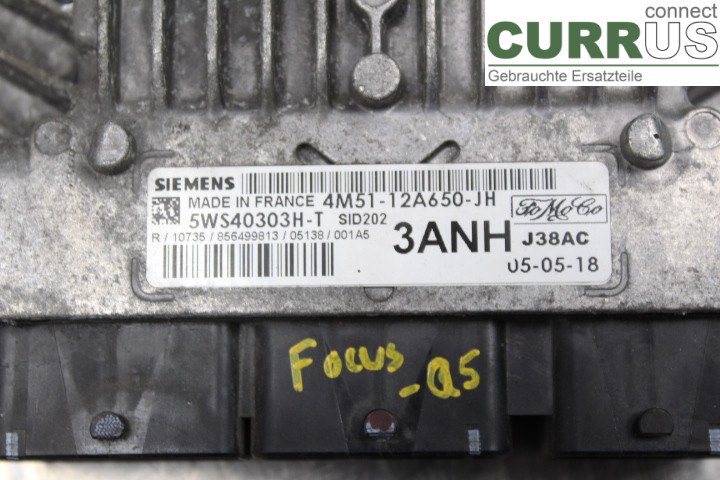 connect
CURRUS
Gebrauchte Ersatzteile
SIEMENS
MADE IN FRANCE 4M51-12A650-JH
5WS40303H-T SID202
FoMoCo
R / 10735 / 856499813 / 05138 / 001A5
3ANH J38AC
05-05-18
Focus
-05